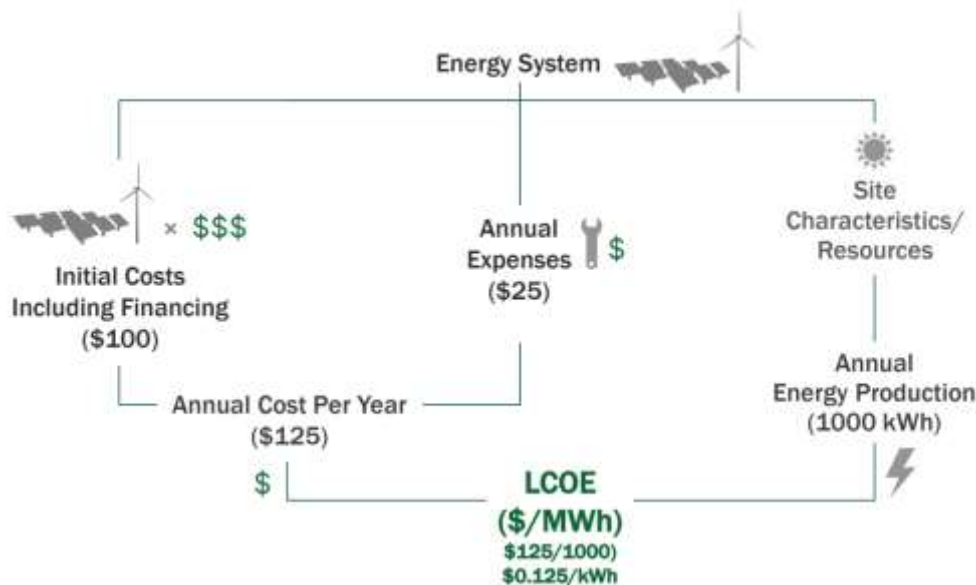 Energy System
× $$$
Initial Costs
Including Financing
($100)
Annual
Expenses
$
($25)
Site
Characteristics/
Resources
Annual Cost Per Year
($125)
$
Annual
Energy Production
(1000 kWh)
LCOE
($/MWh)
$125/1000)
$0.125/kWh